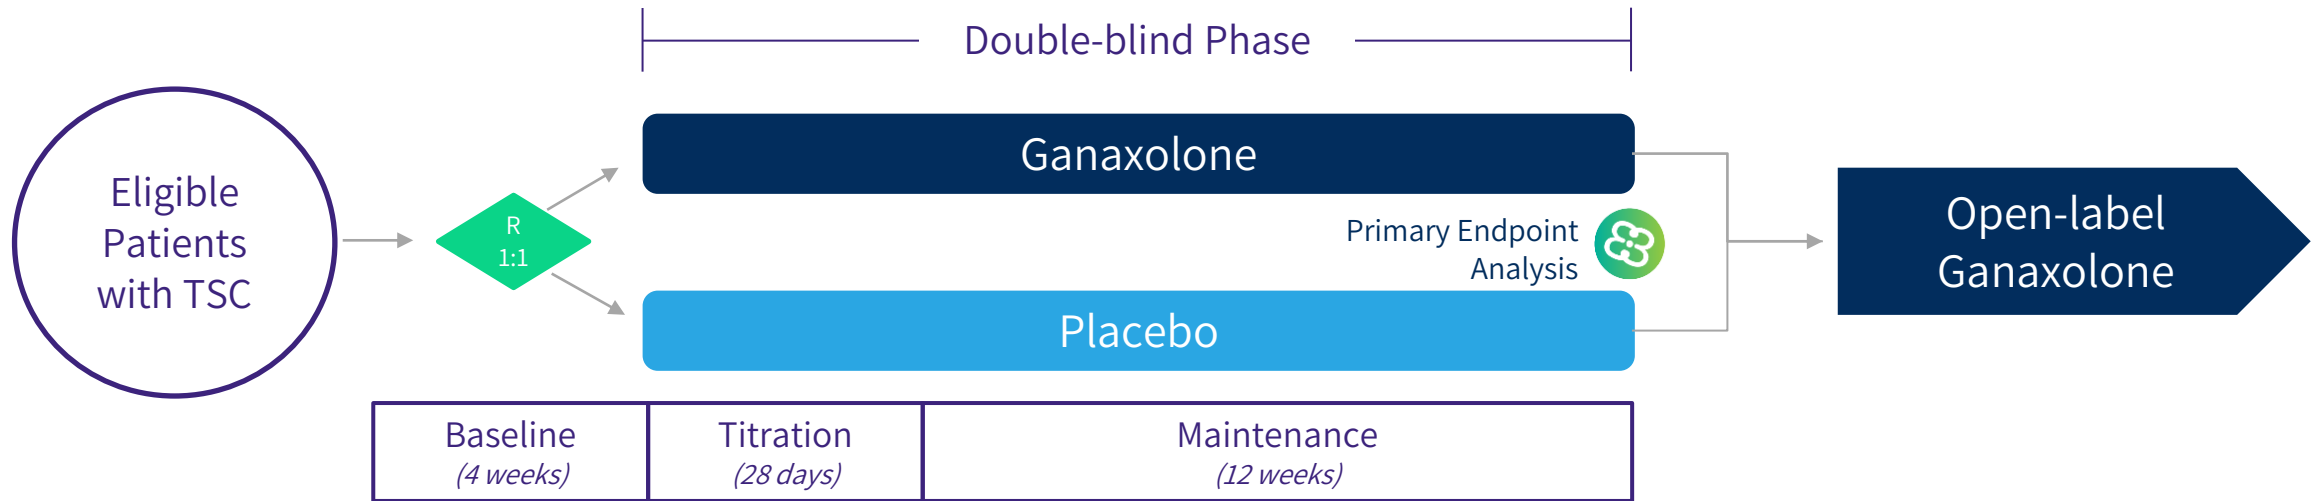 Double-blind Phase
Eligible
Patients
with TSC
R
1:1
Ganaxolone
Primary Endpoint
Analysis
Placebo
Open-label
Ganaxolone
Baseline
(4 weeks)
Titration
(28 days)
Maintenance
(12 weeks)